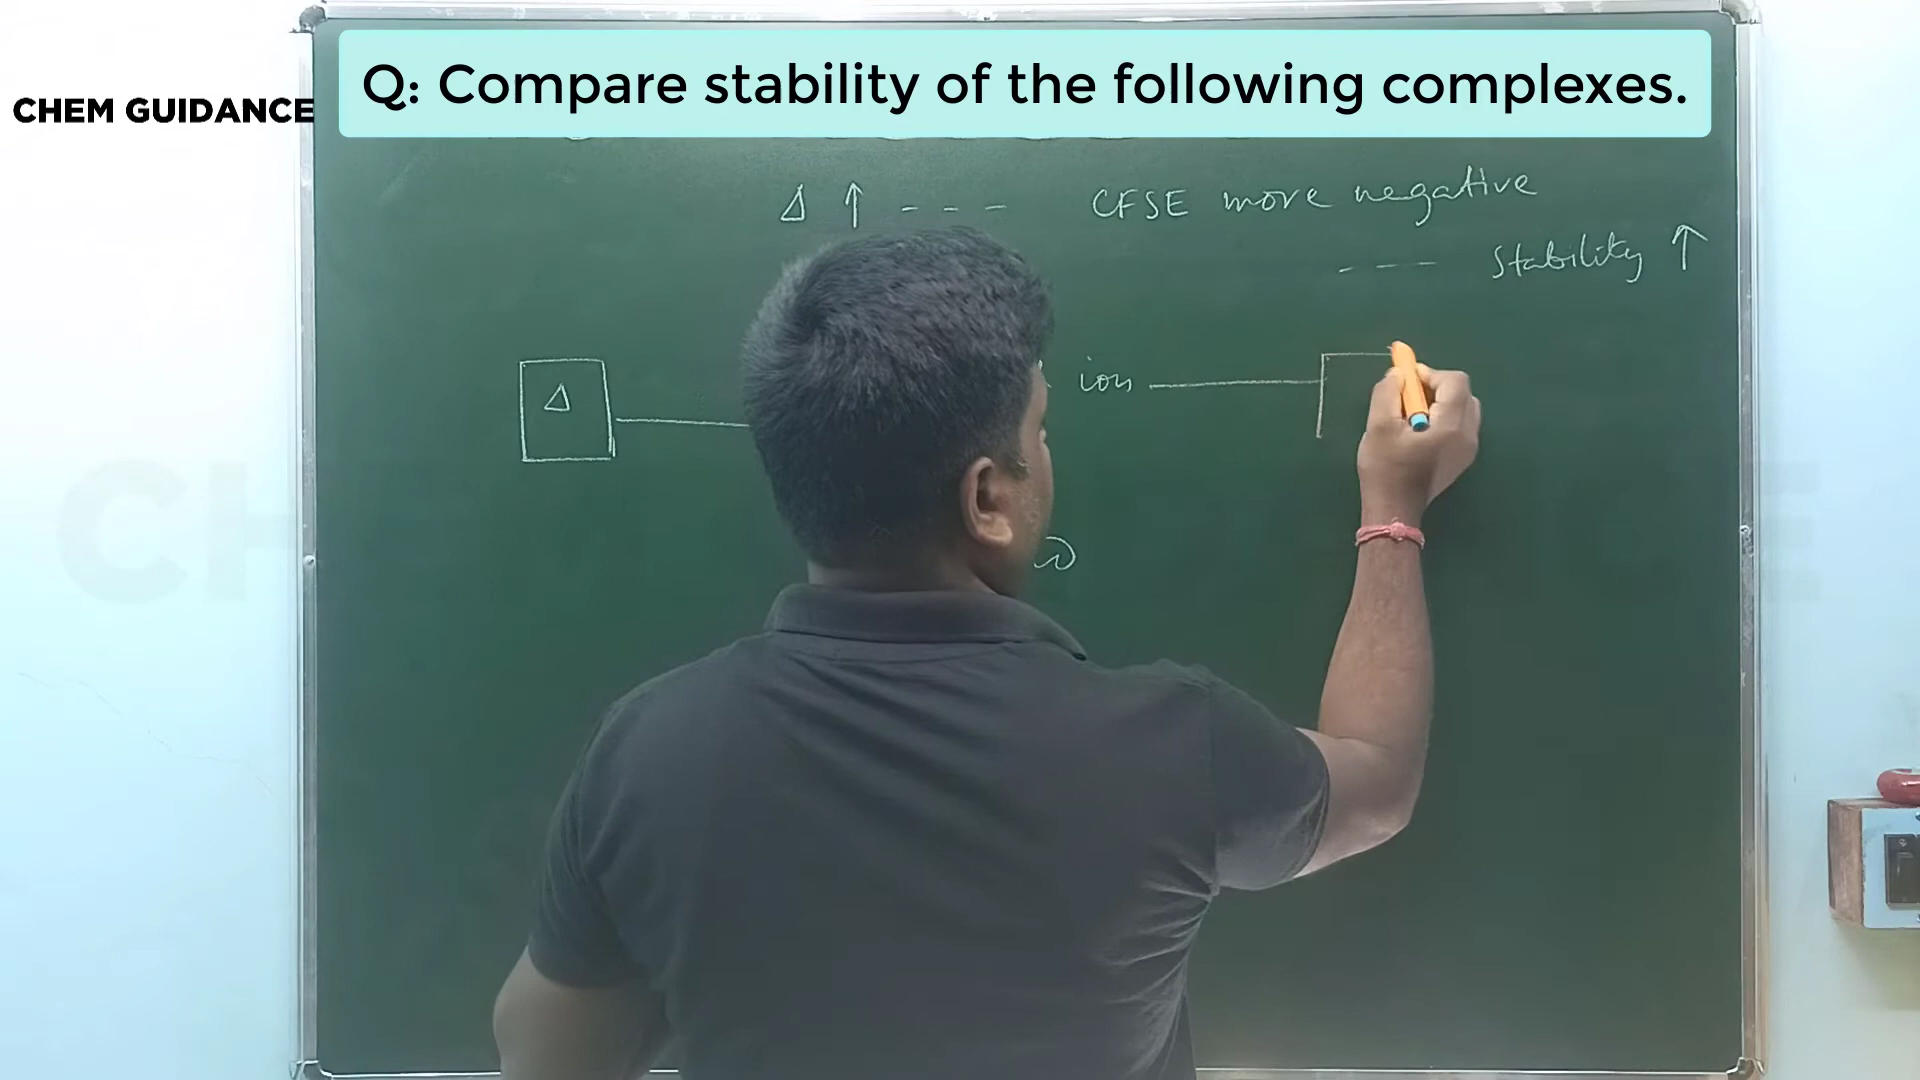 Q: Compare stability of the following complexes.
CHEM GUIDANCE
Δ ↑ - - - CFSE more negative
- - - Stability ↑
Δ
ion